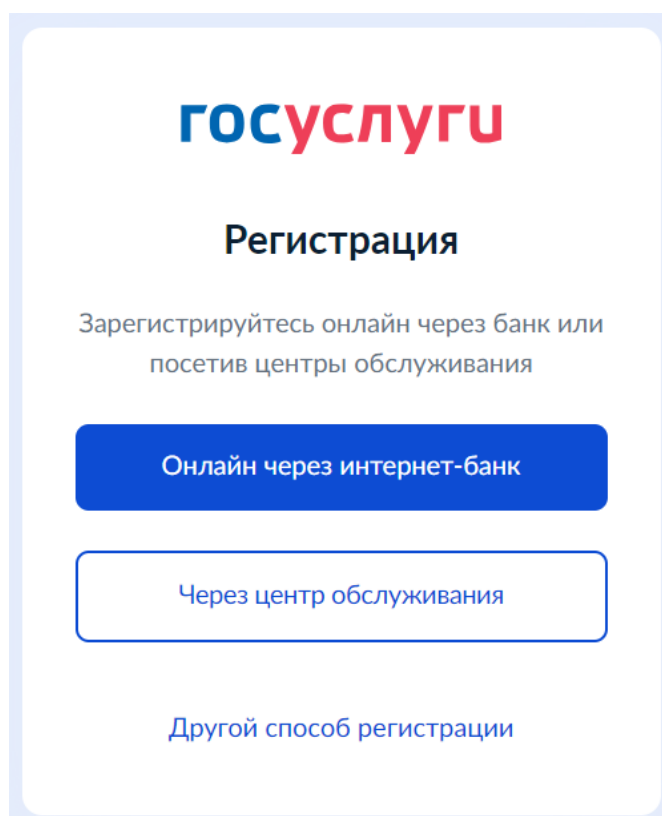 госуслуги
Регистрация
Зарегистрируйтесь онлайн через банк или
посетив центры обслуживания
Онлайн через интернет-банк
Через центр обслуживания
Другой способ регистрации